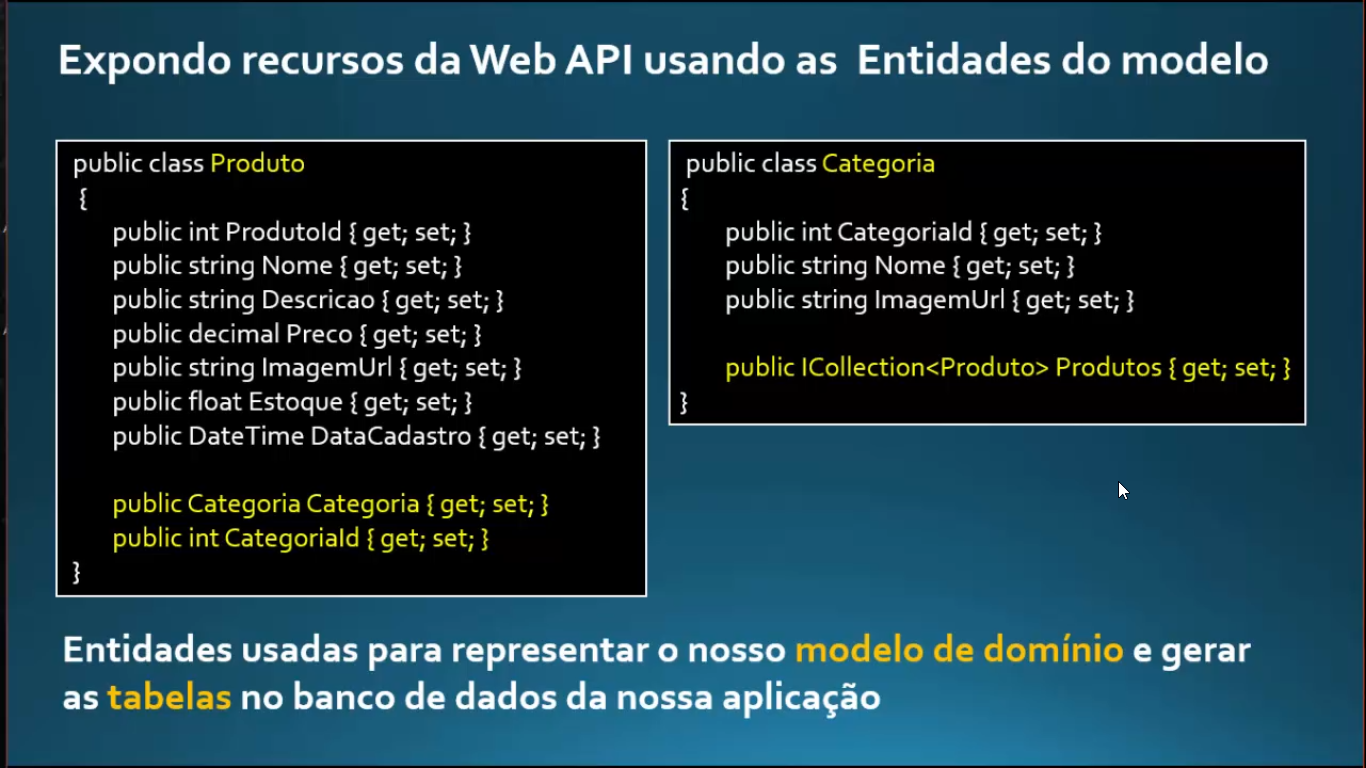 Expondo recursos da Web API usando as Entidades do modelo
public class Produto
{
public int ProdutoId { get; set; }
public string Nome { get; set; }
public string Descricao { get; set; }
public decimal Preco { get; set; }
public string ImagemUrl { get; set; }
public float Estoque { get; set; }
public DateTime DataCadastro { get; set; }
public Categoria Categoria { get; set; }
public int CategoriaId { get; set; }
}
public class Categoria
{
public int CategoriaId { get; set; }
public string Nome { get; set; }
public string ImagemUrl { get; set; }
public ICollection<Produto> Produtos { get; set; }
}
Entidades usadas para representar o nosso modelo de domínio e gerar
as tabelas no banco de dados da nossa aplicação